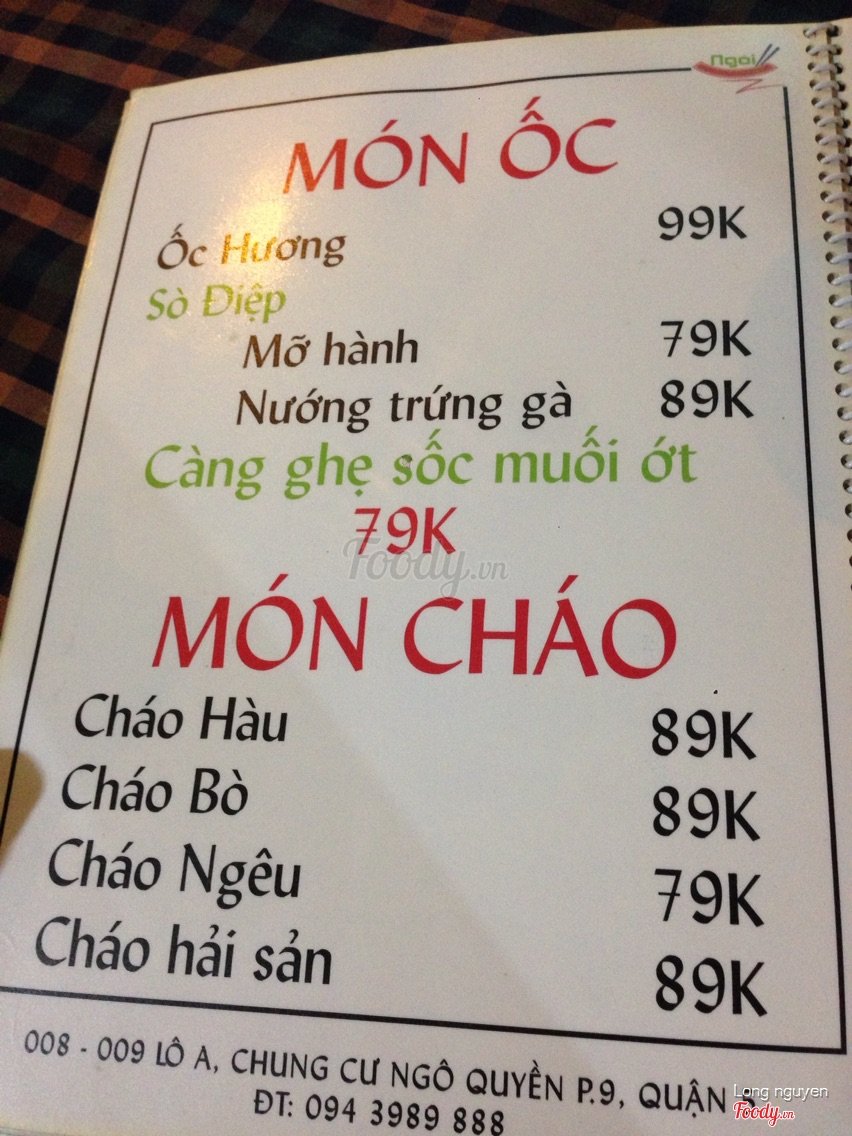 Ngói
MÓN ỐC
Ốc Hương 99K
Sò Điệp
Mỡ hành 79K
Nướng trứng gà 89K
Càng ghẹ sốc muối ớt
79K
Foody.vn
MÓN CHÁO
Cháo Hàu 89K
Cháo Bò 89K
Cháo Ngêu 79K
Cháo hải sản 89K
008 - 009 LÔ A, CHUNG CƯ NGÔ QUYỀN P.9, QUẬN 5
ĐT: 094 3989 888
Long nguyen
Foody.vn